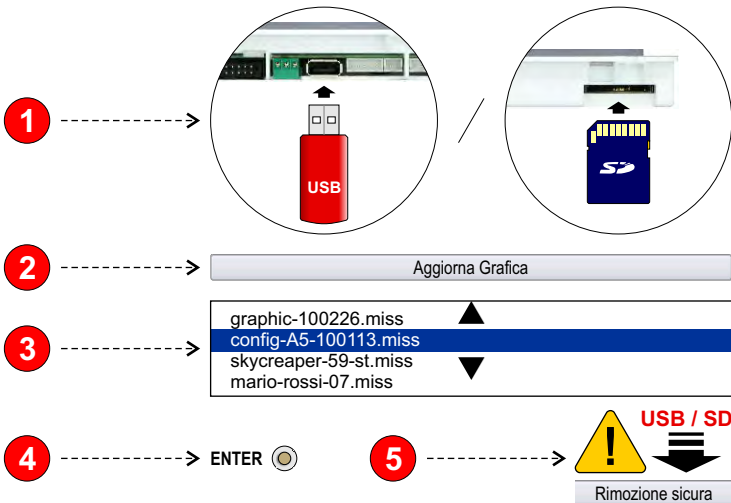 1
USB
SD
2
Aggiorna Grafica
3
graphic-100226.miss
config-A5-100113.miss
skycreaper-59-st.miss
mario-rossi-07.miss
4
ENTER
5
!
USB / SD
Rimozione sicura